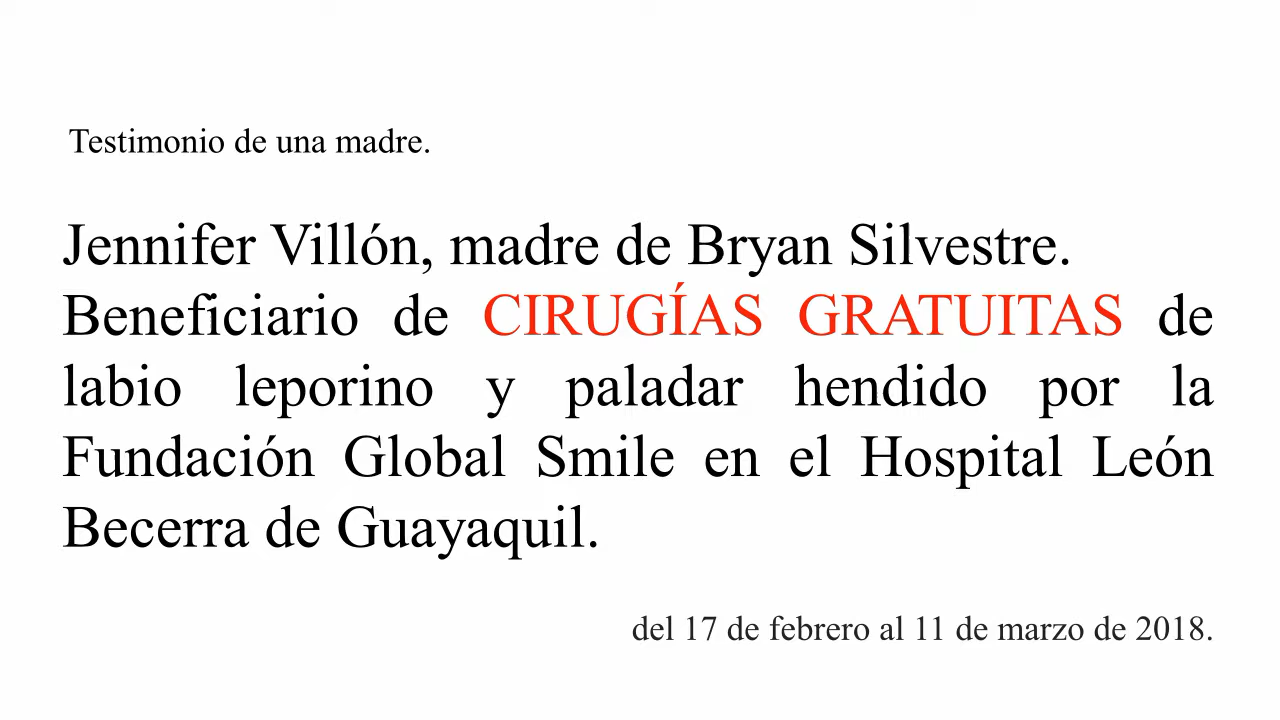 Testimonio de una madre.
Jennifer Villón, madre de Bryan Silvestre.
Beneficiario de CIRUGÍAS GRATUITAS de
labio leporino y paladar hendido por la
Fundación Global Smile en el Hospital León
Becerra de Guayaquil.
del 17 de febrero al 11 de marzo de 2018.